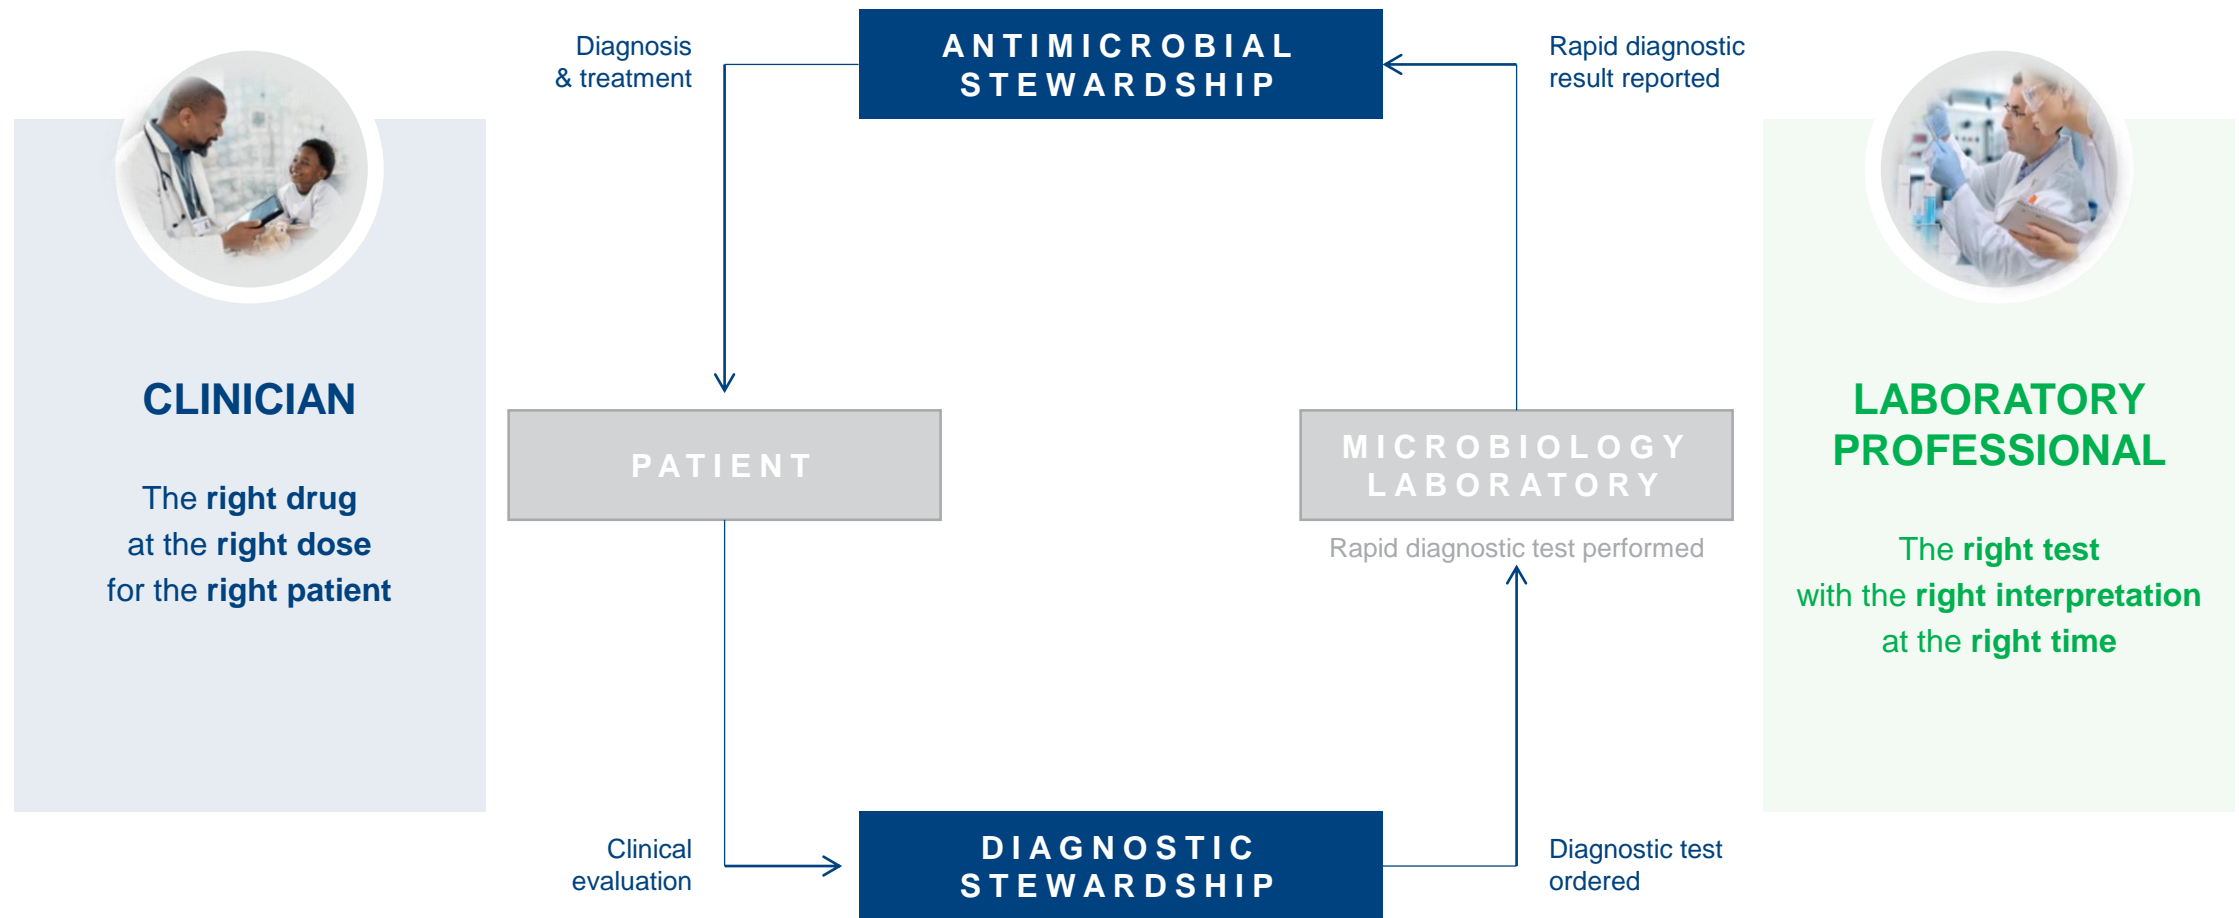 Diagnosis
& treatment
ANTIMICROBIAL
STEWARDSHIP
Rapid diagnostic
result reported
CLINICIAN
The right drug
at the right dose
for the right patient
PATIENT
MICROBIOLOGY
LABORATORY
Rapid diagnostic test performed
LABORATORY
PROFESSIONAL
The right test
with the right interpretation
at the right time
Clinical
evaluation
DIAGNOSTIC
STEWARDSHIP
Diagnostic test
ordered